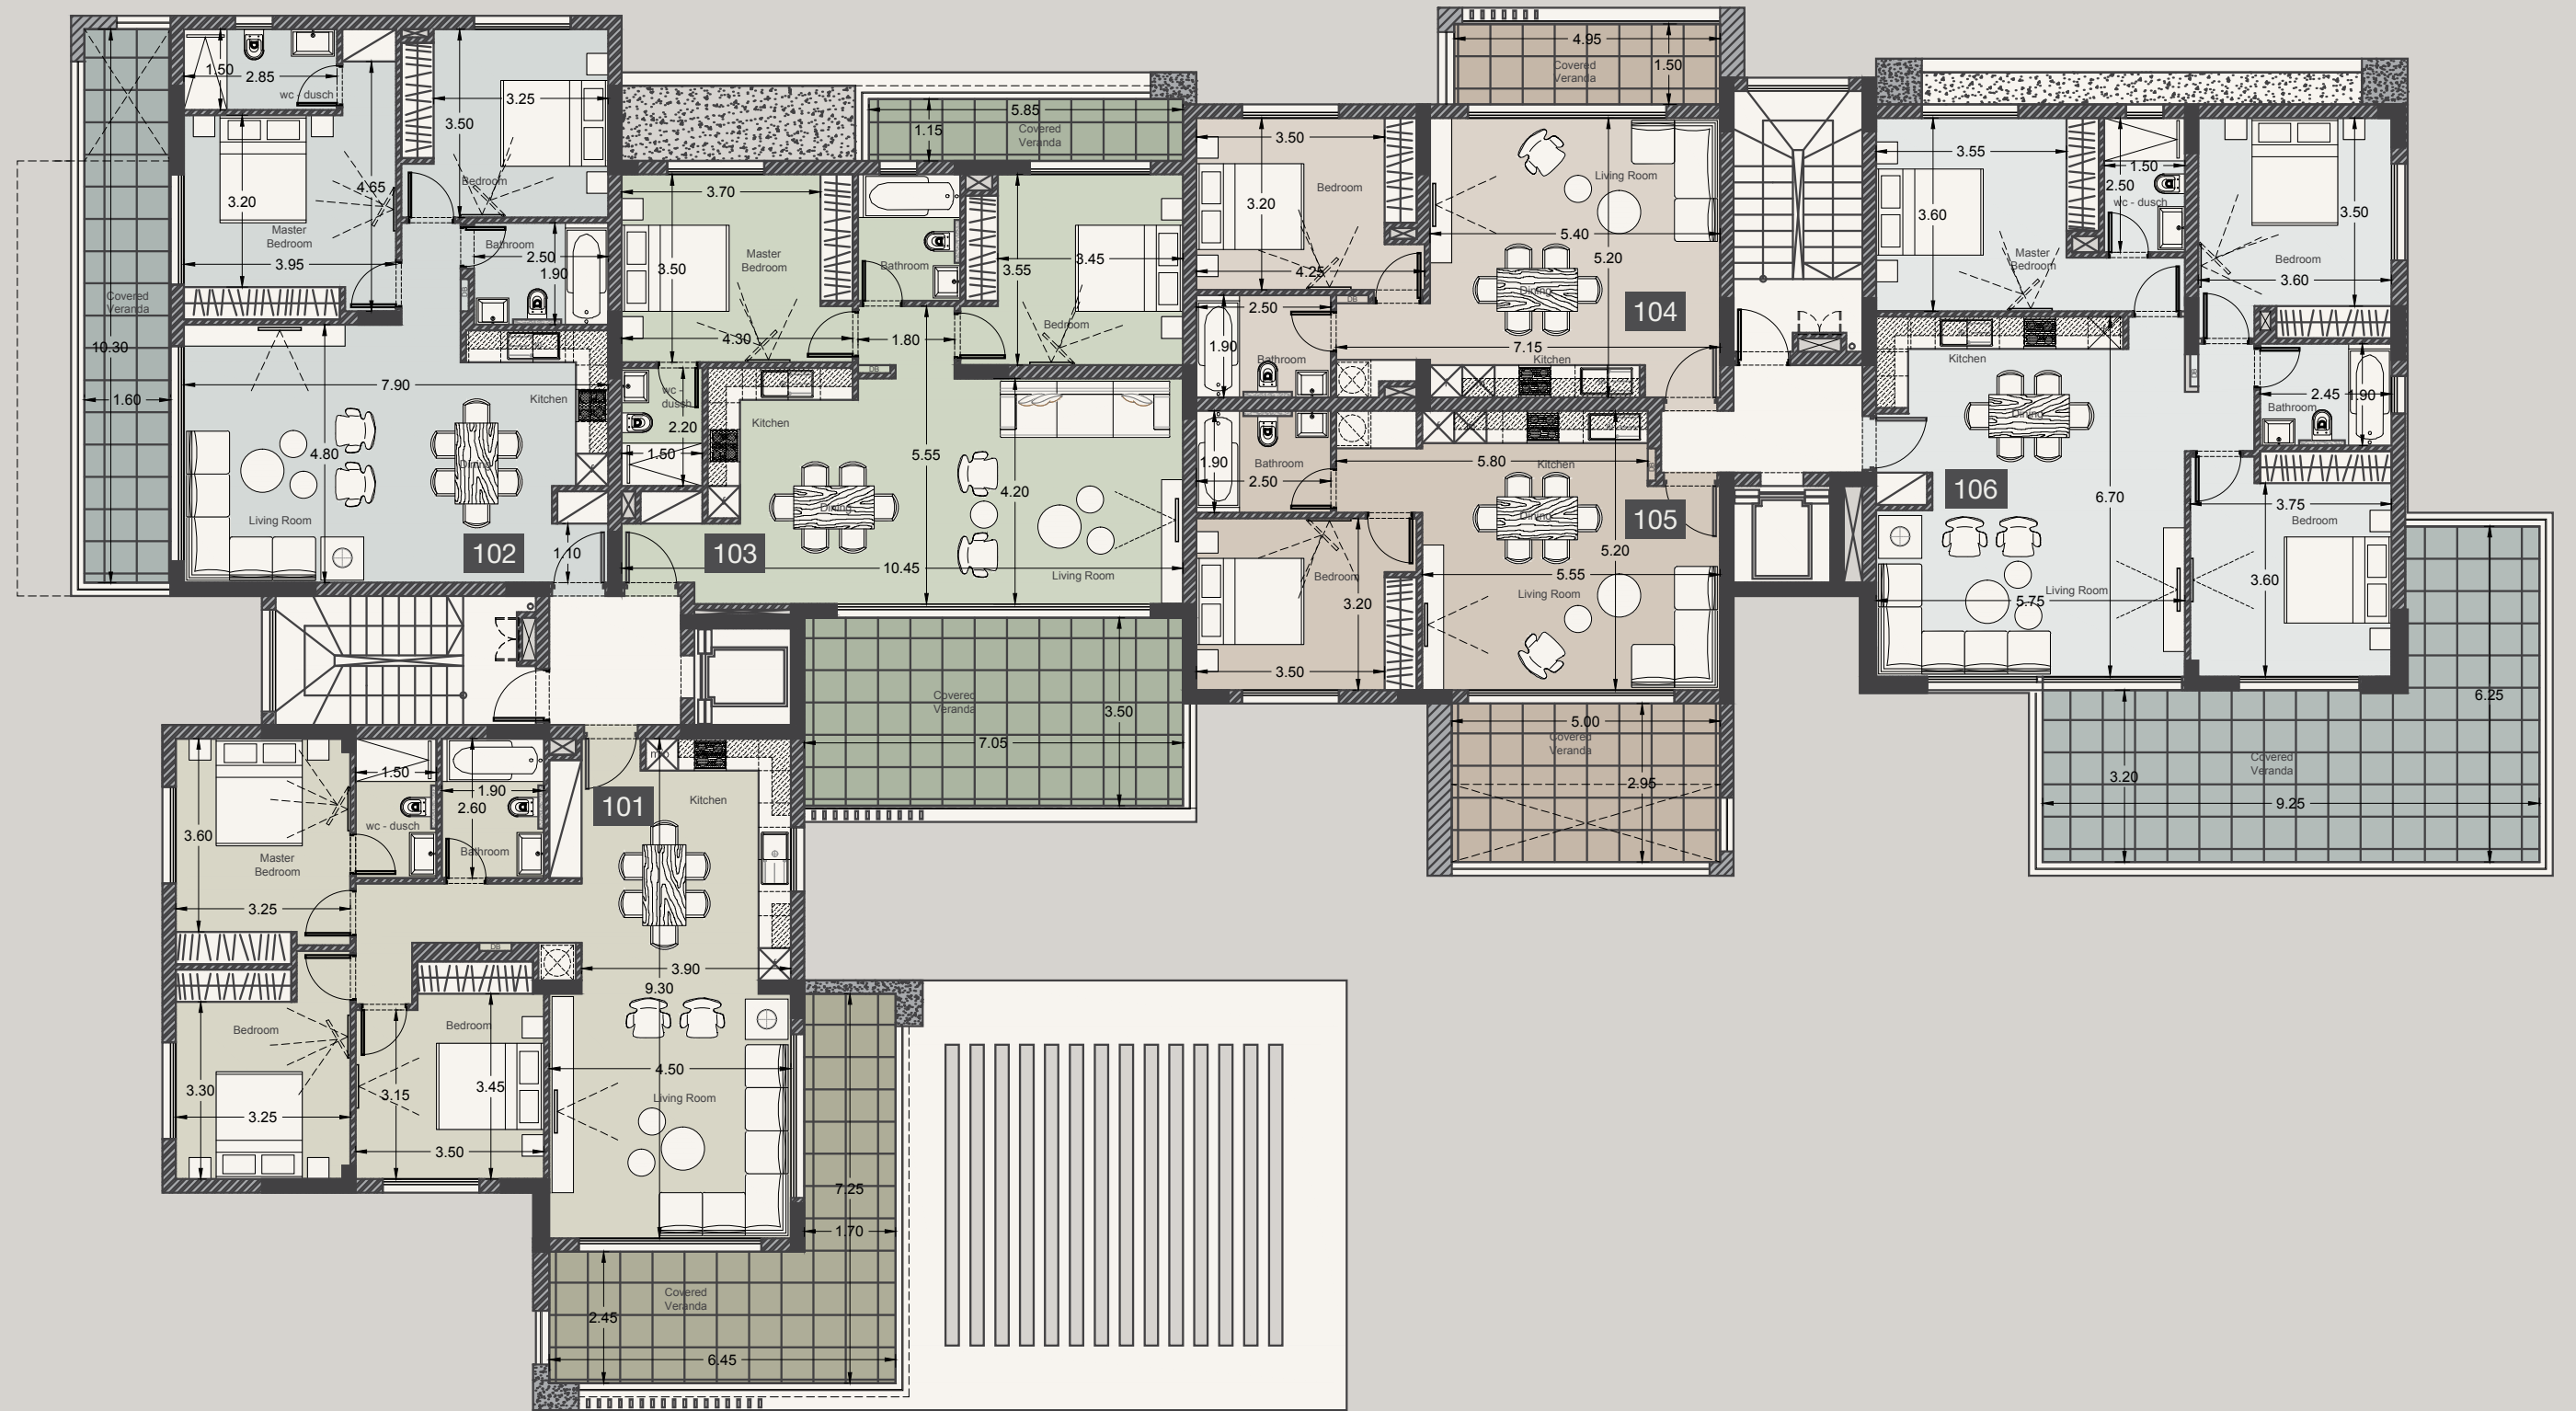 1.50
2.85
wc - dusch
3.25
3.50
Bedroom
4.65
3.20
Master
Bedroom
3.95
Bathroom
2.50
1.90
DB
Covered
Veranda
10.30
1.60
7.90
Kitchen
4.80
Dining
Living Room
102
1.10
5.85
1.15
Covered
Veranda
3.70
3.50
Master
Bedroom
4.30
Bathroom
1.80
3.55
3.45
Bedroom
DB
wc -
dusch
2.20
1.50
Kitchen
5.55
4.20
Dining
103
10.45
Living Room
Covered
Veranda
3.50
7.05
4.95
1.50
Covered
Veranda
3.50
3.20
Bedroom
4.25
Living Room
5.40
5.20
Dining
104
DB
2.50
1.90
Bathroom
7.15
Kitchen
1.90
Bathroom
2.50
5.80
Kitchen
DB
Dining
105
5.20
5.55
Bedroom
3.20
3.50
Living Room
5.00
Covered
Veranda
2.95
3.55
3.60
Master
Bedroom
1.50
2.50
wc - dusch
3.50
Bedroom
3.60
Kitchen
DB
Dining
2.45
1.90
Bathroom
106
6.70
3.75
Bedroom
3.60
Living Room
5.75
6.25
Covered
Veranda
3.20
9.25
3.60
Master
Bedroom
3.25
1.50
wc - dusch
1.90
2.60
Bathroom
101
Kitchen
DB
3.90
9.30
Bedroom
3.30
3.25
Bedroom
3.15
3.45
3.50
4.50
Living Room
7.25
1.70
Covered
Veranda
2.45
6.45